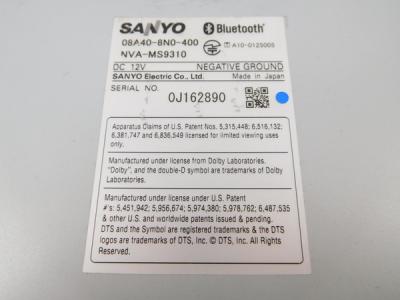 SANYO Bluetooth®
08A40-8N0-400
NVA-MS9310 T A10-0125005
DC 12V NEGATIVE GROUND
SANYO Electric Co., Ltd. Made in Japan
SERIAL NO.
0J162890
Apparatus Claims of U.S. Patent Nos. 5,315,448; 6,516,132;
6,381,747 and 6,836,549 licensed for limited viewing uses
only.
Manufactured under license from Dolby Laboratories.
"Dolby", and the double-D symbol are trademarks of Dolby
Laboratories.
Manufactured under license under U.S. Patent
#'s: 5,451,942; 5,956,674; 5,974,380; 5,978,762; 6,487,535
& other U.S. and worldwide patents issued & pending.
DTS and the Symbol are registered trademarks & the DTS
logos are trademarks of DTS, Inc. © DTS, Inc. All Rights
Reserved.